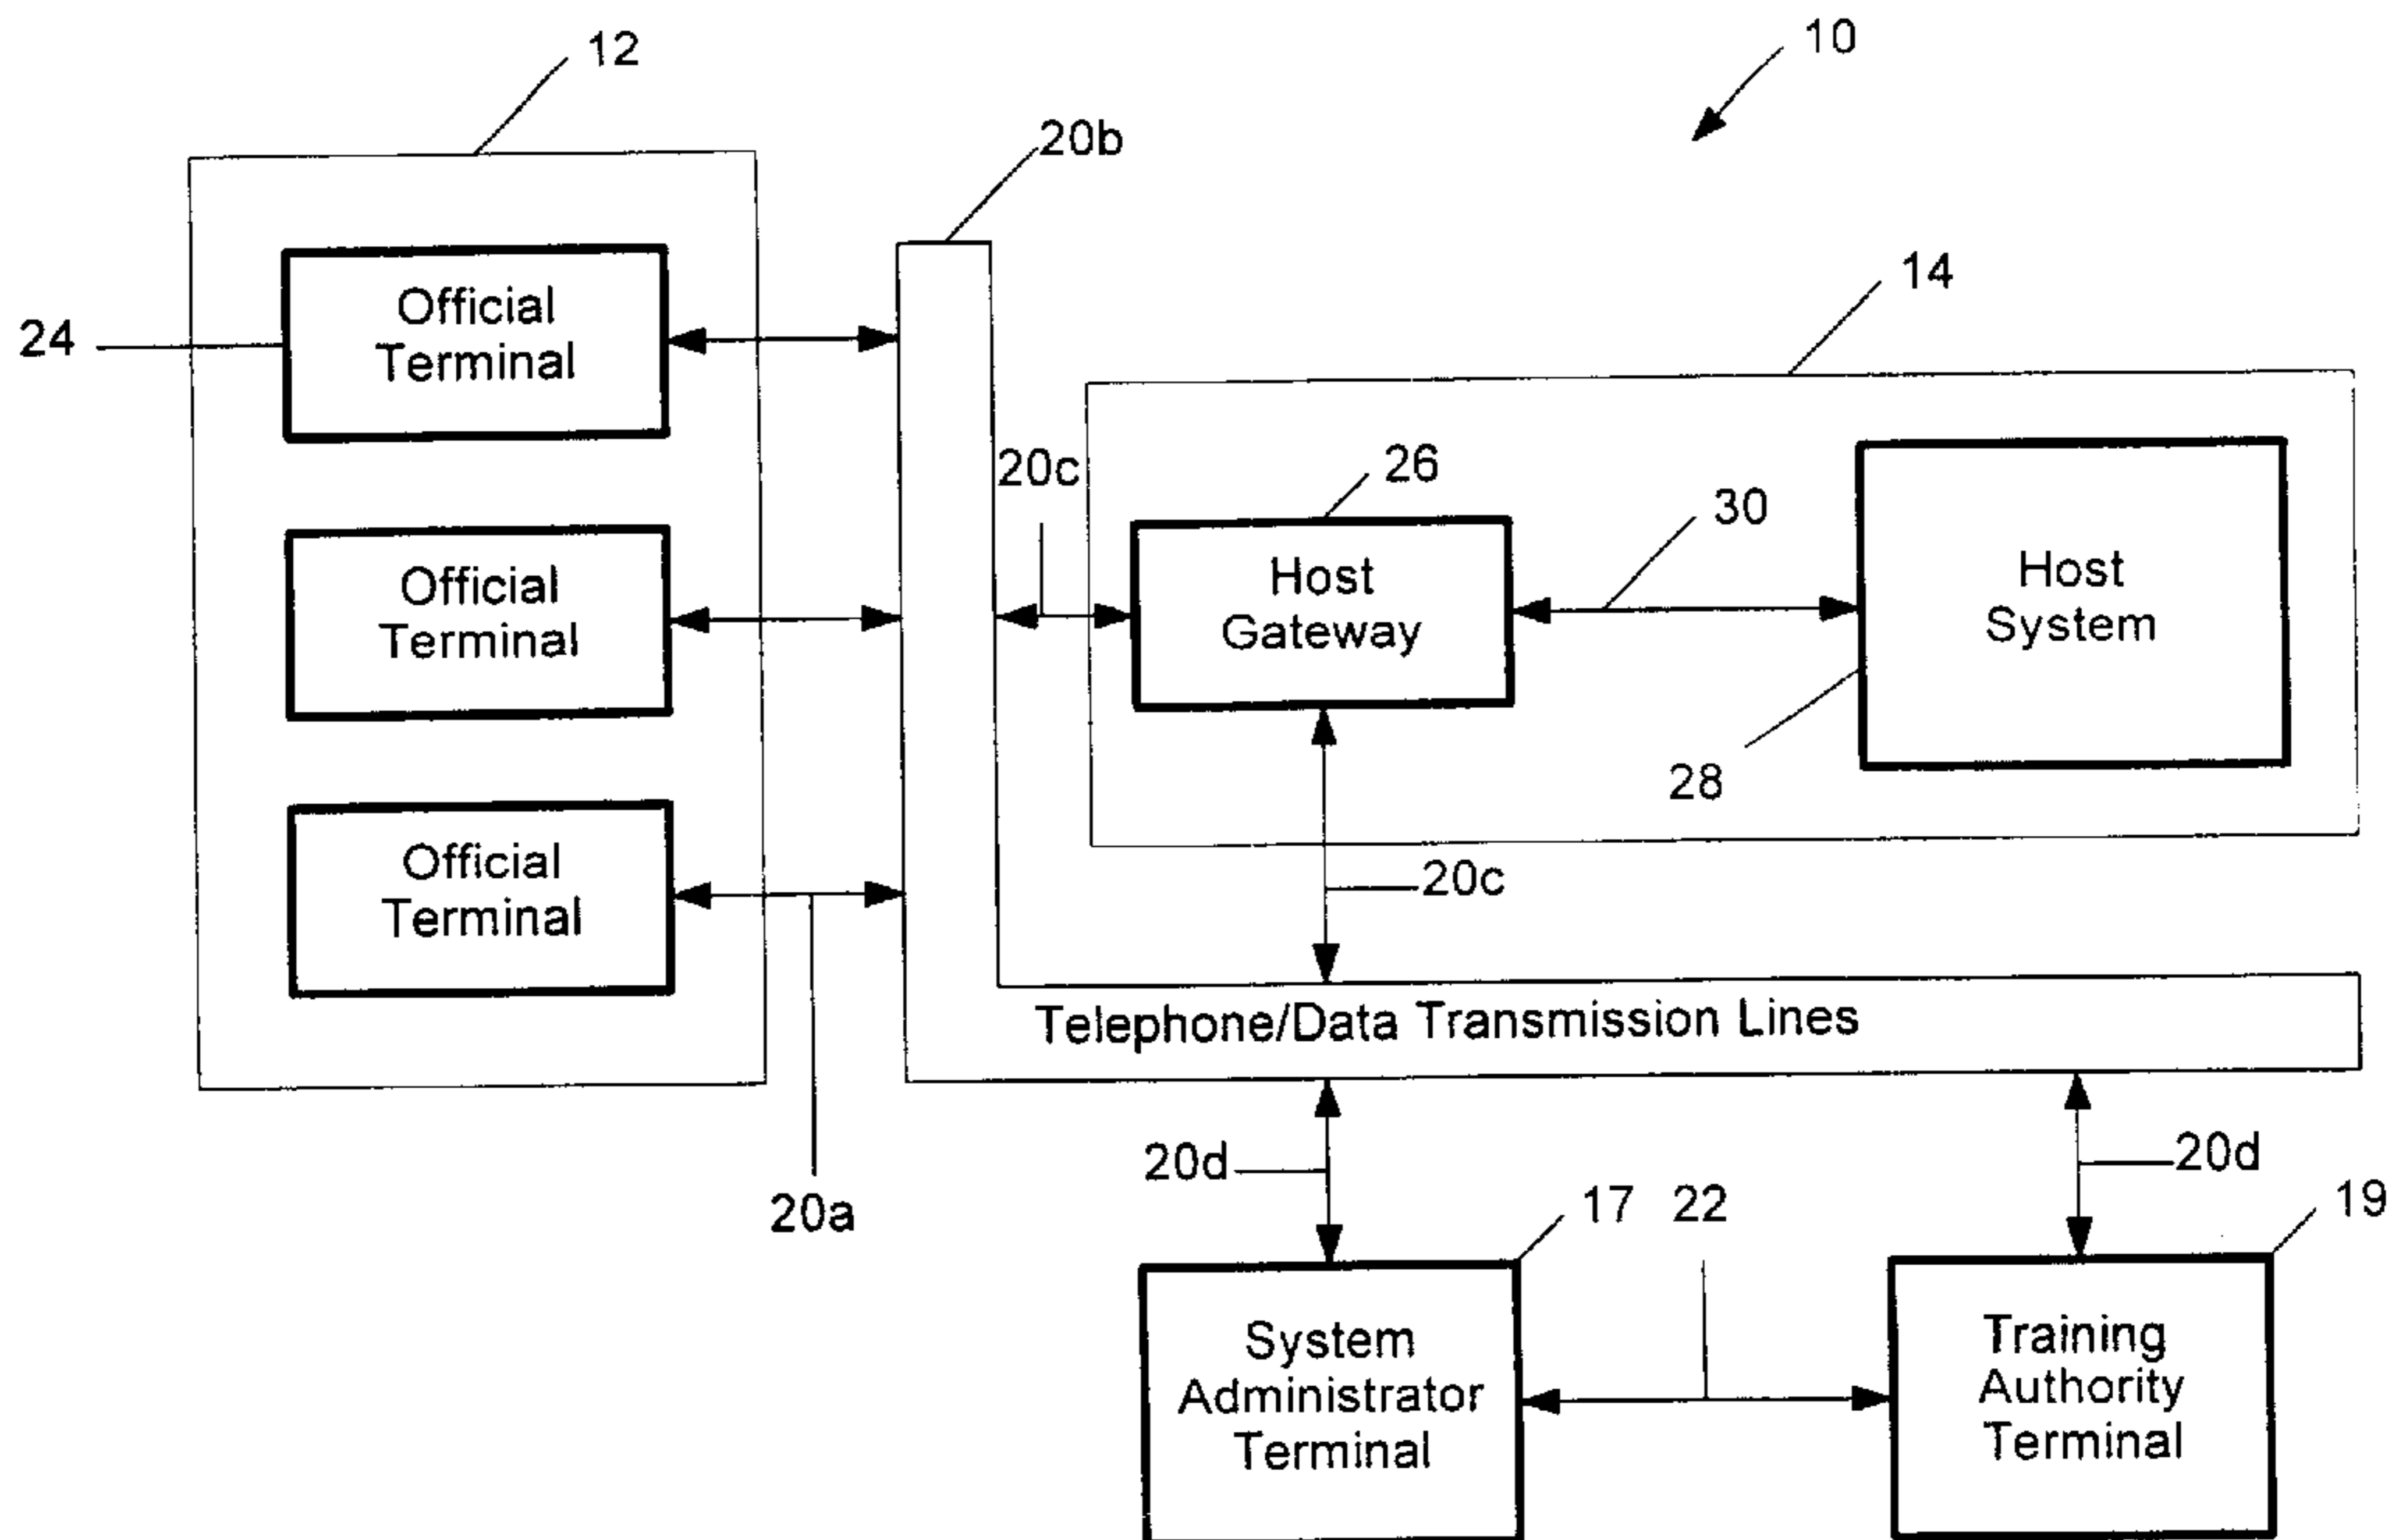 12
10
20b
14
24
Official
Terminal
20c
26
30
Host
Gateway
Host
System
28
Official
Terminal
Official
Terminal
20c
Telephone/Data Transmission Lines
20a
20d
20d
17
22
19
System
Administrator
Terminal
Training
Authority
Terminal